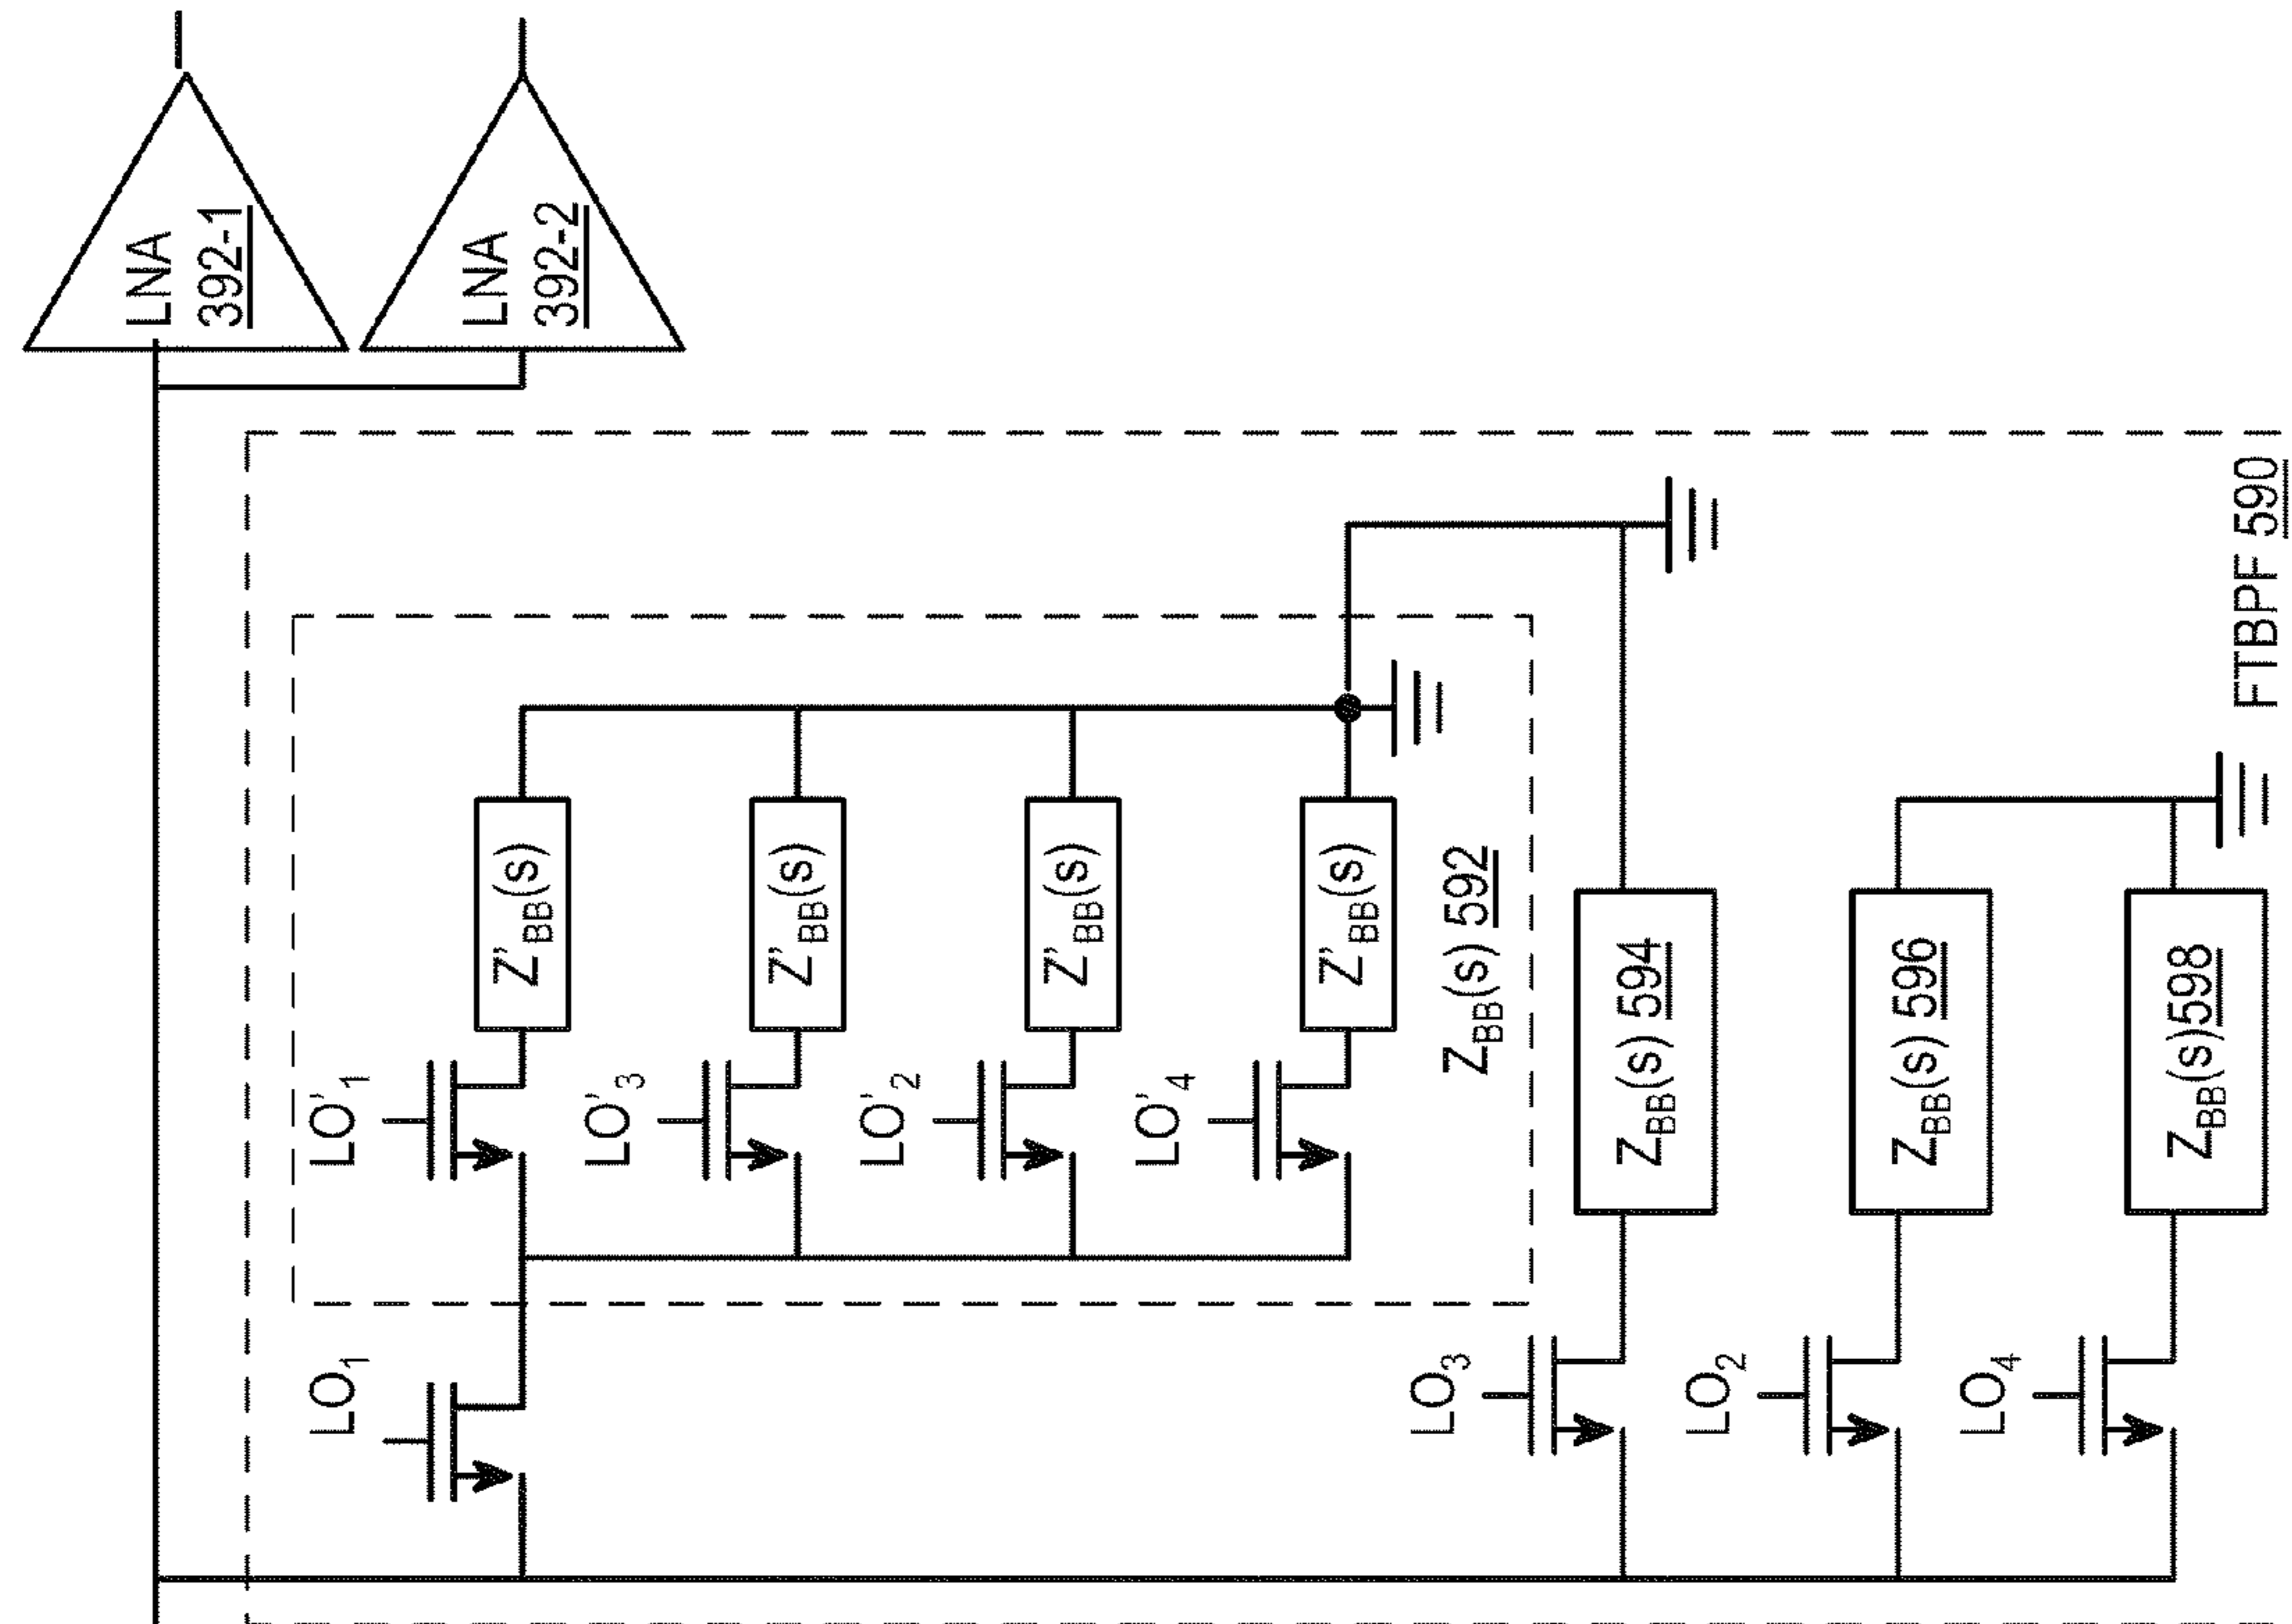 LNA
392-1
LNA
392-2
LO'1
Z'BB(s)
LO'3
Z'BB(s)
LO'2
Z'BB(s)
LO'4
Z'BB(s)
ZBB(s) 592
LO1
LO3
ZBB(s) 594
LO2
ZBB(s) 596
LO4
ZBB(s)598
FTBPF 590